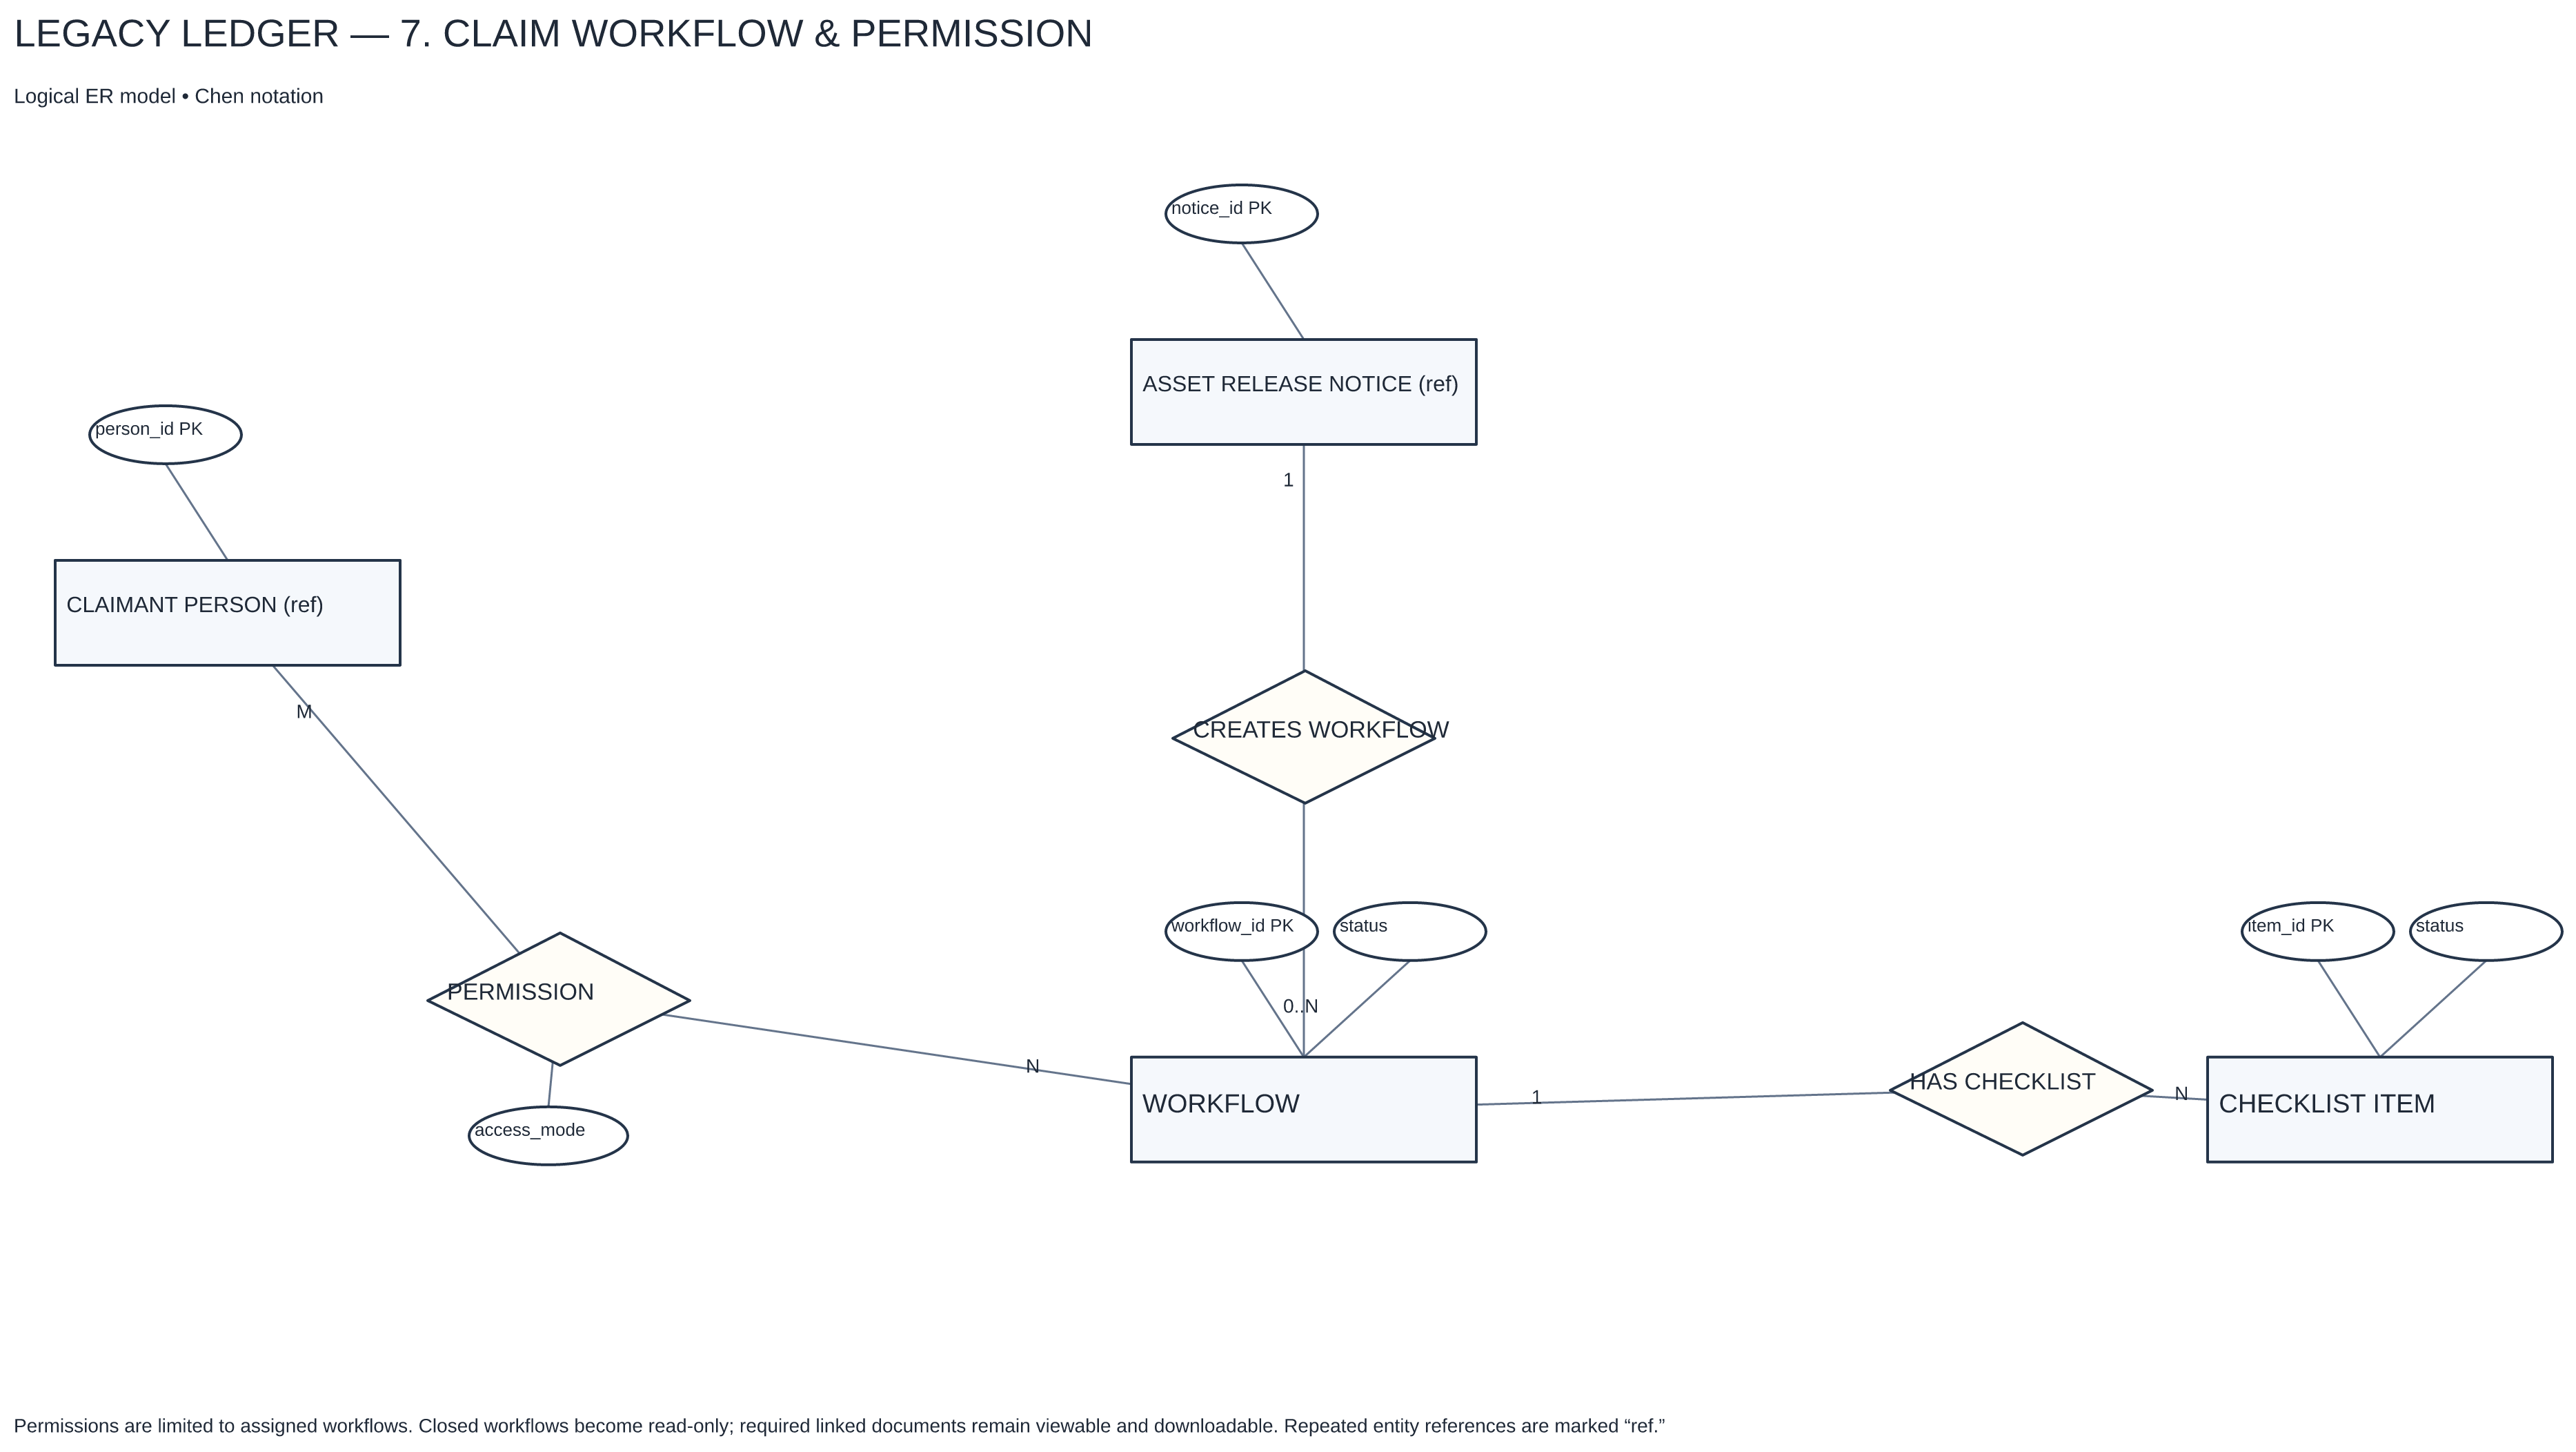 LEGACY LEDGER — 7. CLAIM WORKFLOW & PERMISSION
Logical ER model • Chen notation
notice_id PK
ASSET RELEASE NOTICE (ref)
person_id PK
1
CLAIMANT PERSON (ref)
M
CREATES WORKFLOW
workflow_id PK
status
item_id PK
status
PERMISSION
0..N
N
HAS CHECKLIST
1
N
WORKFLOW
CHECKLIST ITEM
access_mode
Permissions are limited to assigned workflows. Closed workflows become read-only; required linked documents remain viewable and downloadable. Repeated entity references are marked “ref.”